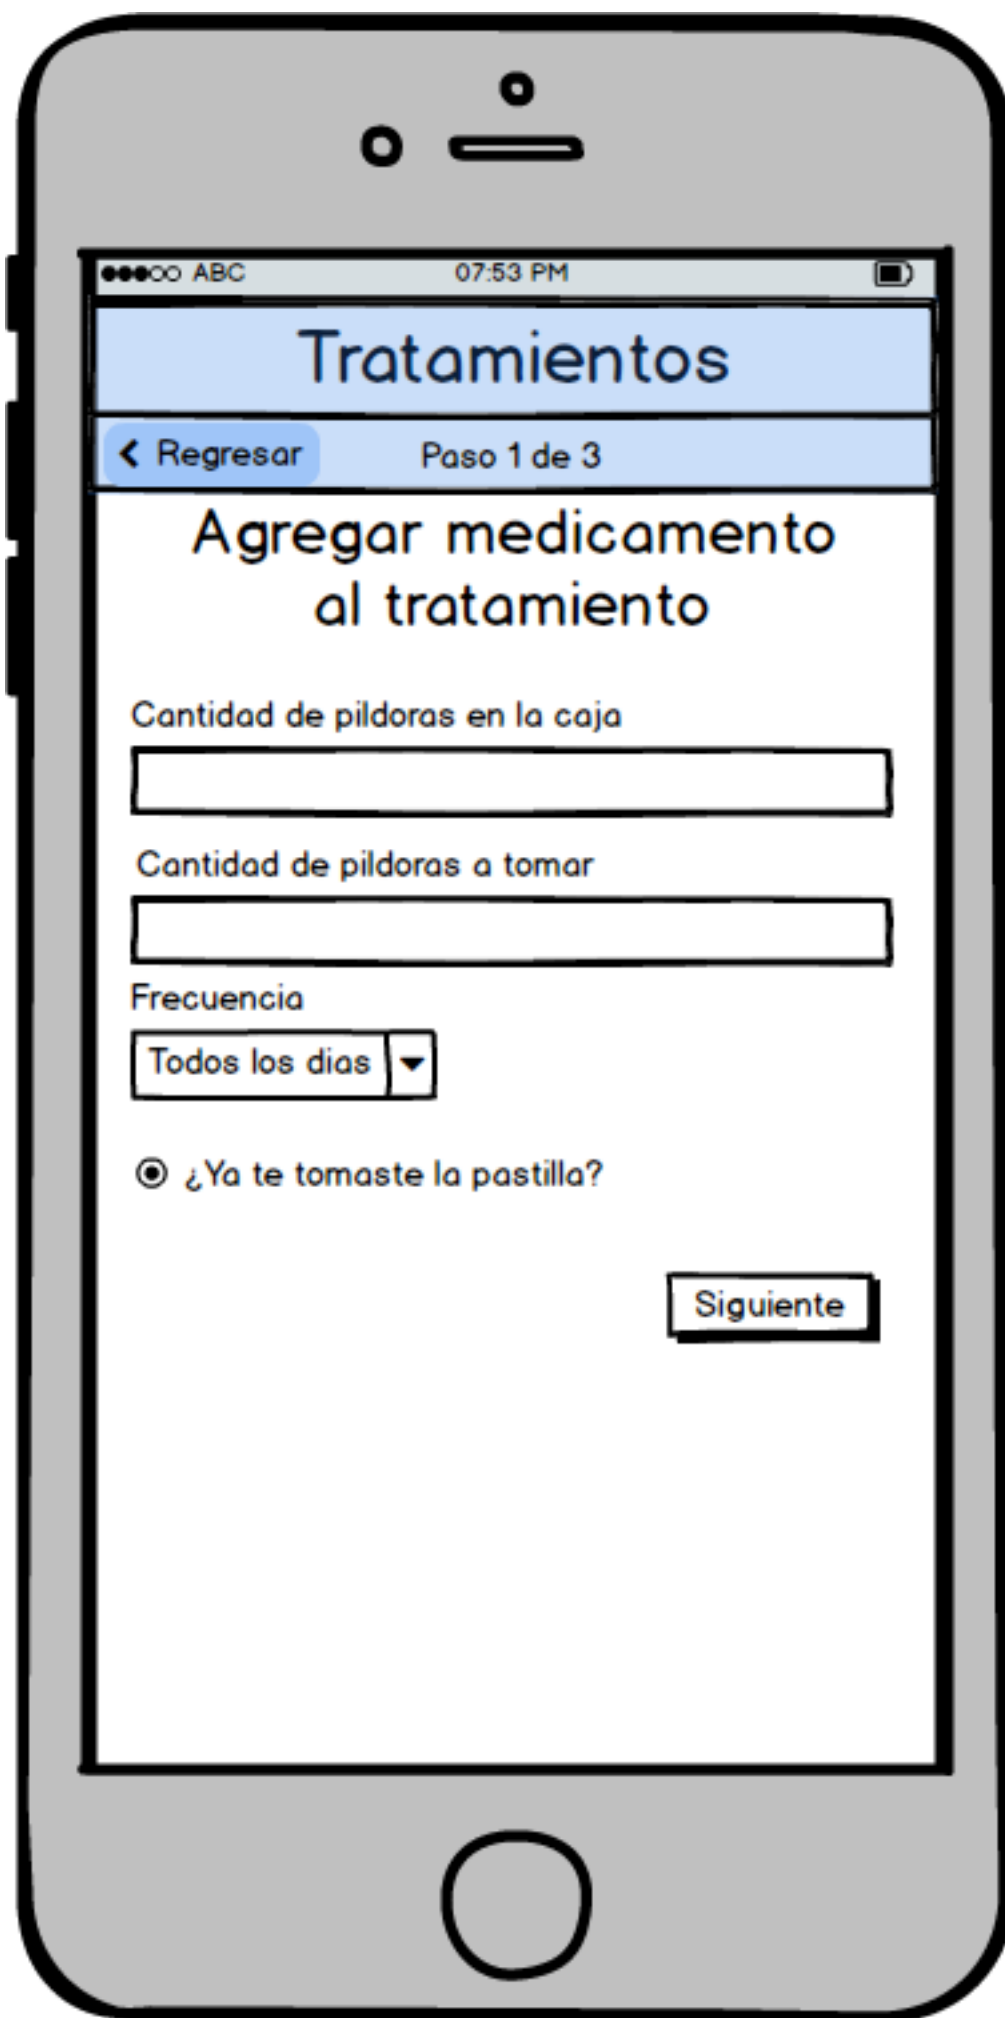 ABC 07:53 PM
Tratamientos
Regresar Paso 1 de 3
Agregar medicamento
al tratamiento
Cantidad de pildoras en la caja
Cantidad de pildoras a tomar
Frecuencia
Todos los dias
¿Ya te tomaste la pastilla?
Siguiente